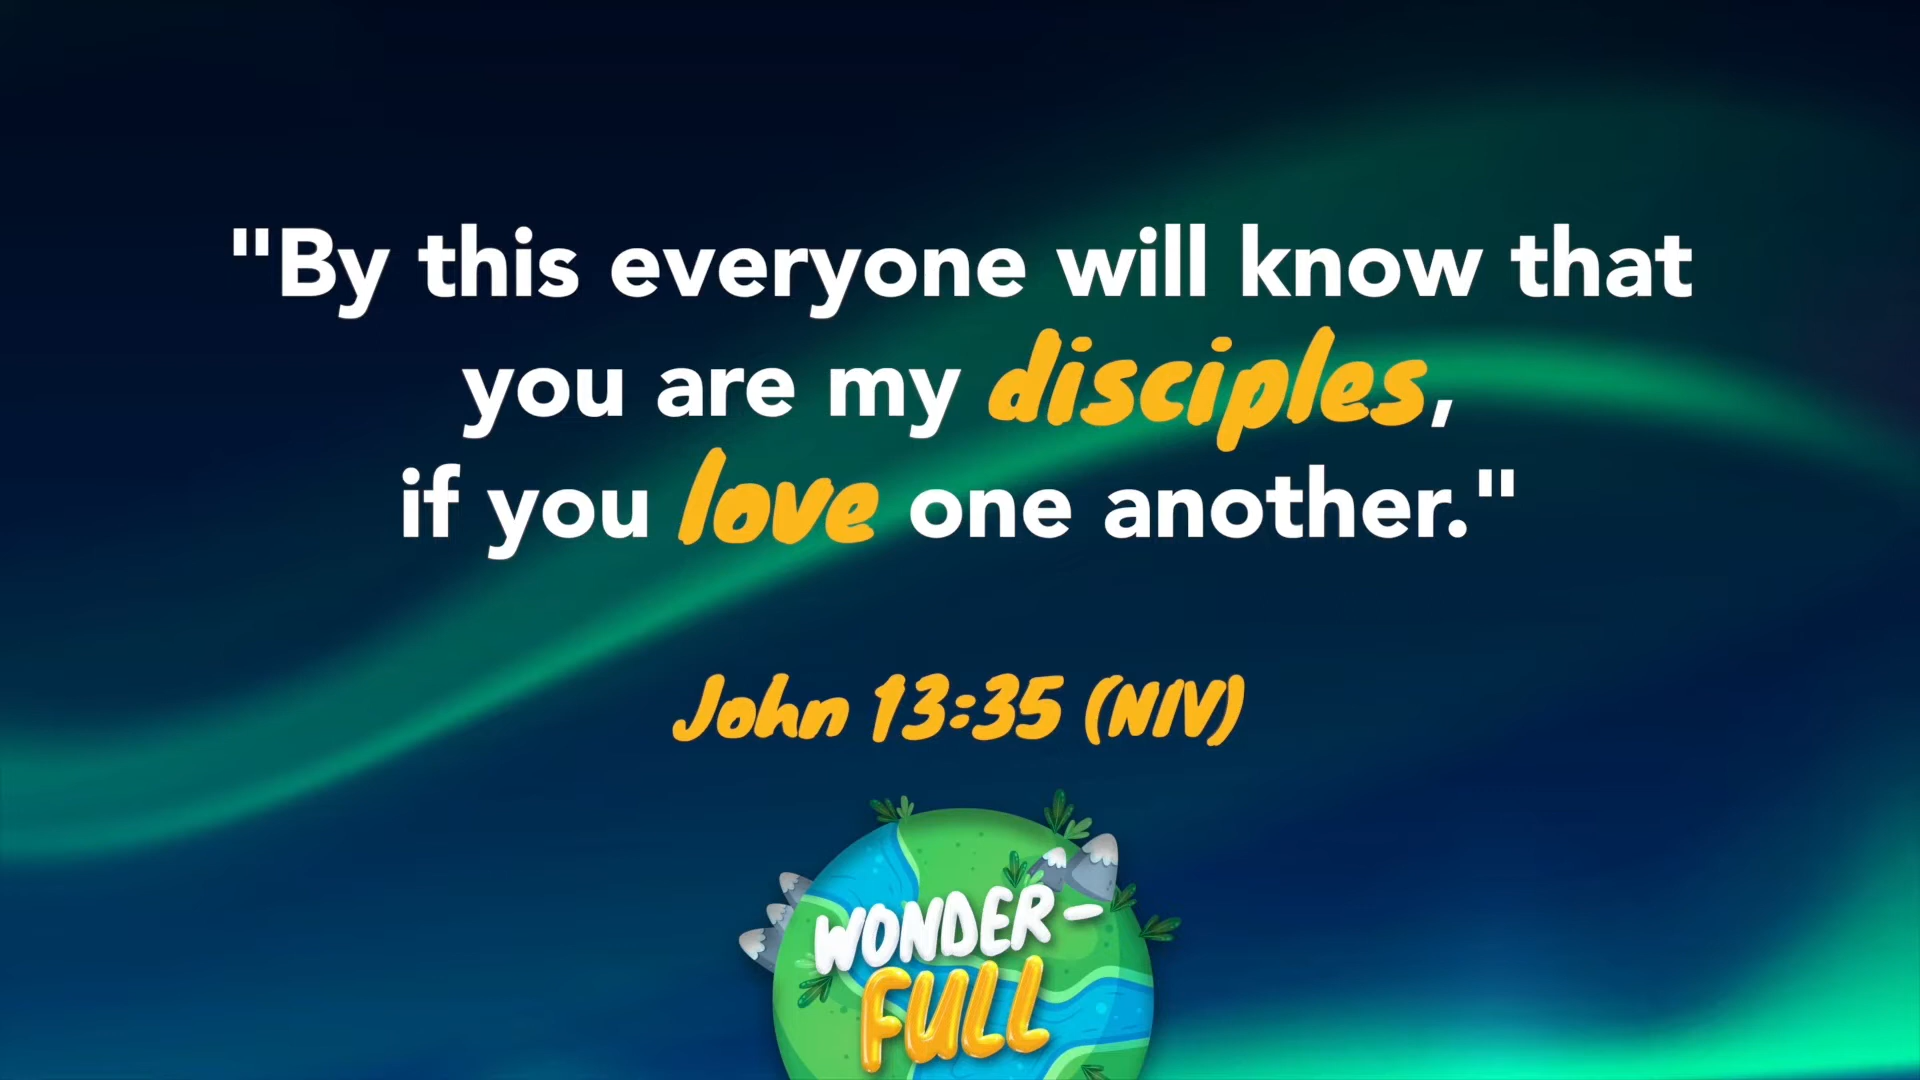 "By this everyone will know that
you are my disciples,
if you love one another."
John 13:35 (NIV)
WONDER-
FULL